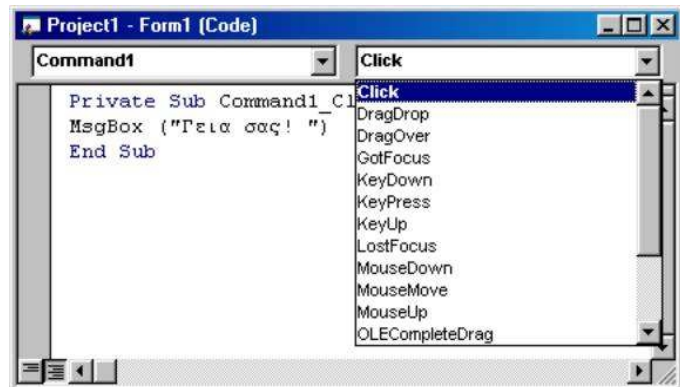 Project1 - Form1 (Code)
Command1
Click
Private Sub Command1_Cl
MsgBox ("Γεια σας! ")
End Sub
Click
DragDrop
DragOver
GotFocus
KeyDown
KeyPress
KeyUp
LostFocus
MouseDown
MouseMove
MouseUp
OLECompleteDrag